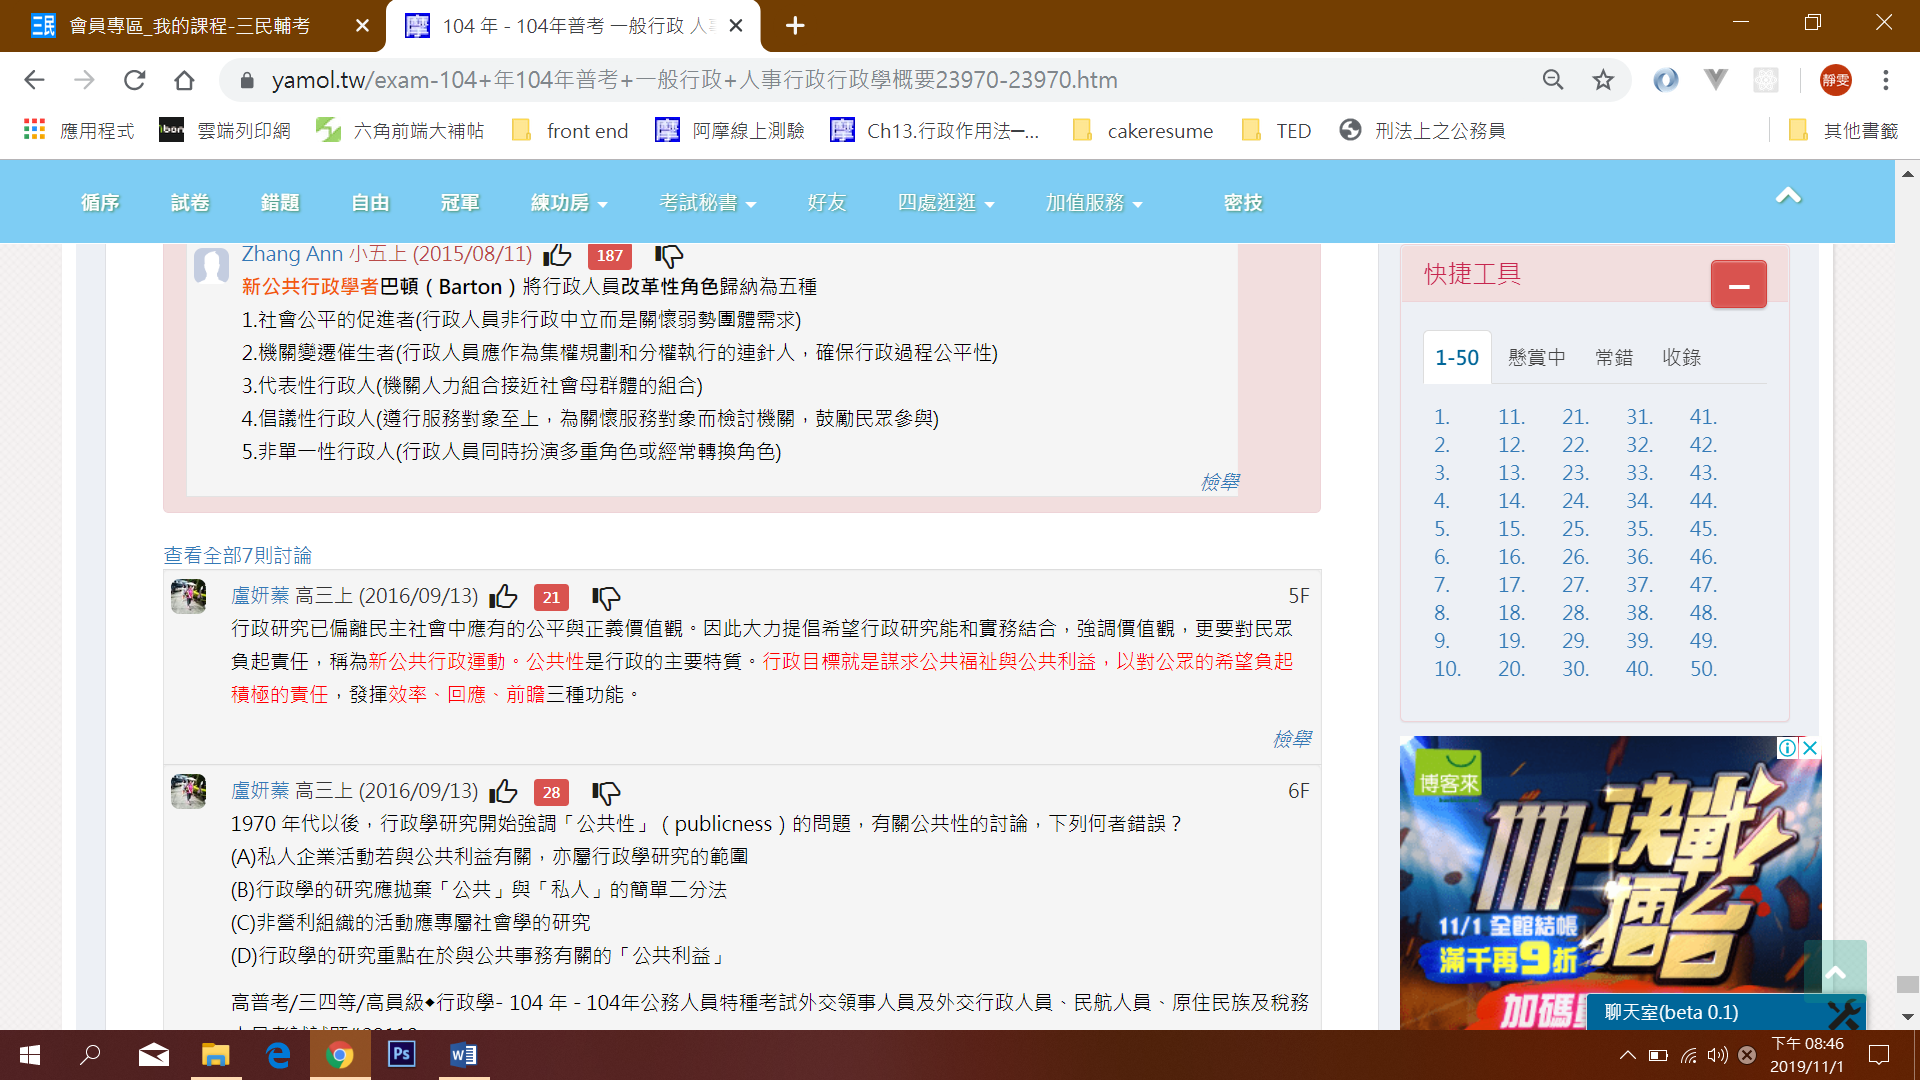 會員專區_我的課程-三民輔考
104 年 - 104年普考 一般行政 人
yamol.tw/exam-104+年104年普考+一般行政+人事行政行政學概要23970-23970.htm
靜雯
應用程式
ibon
雲端列印網
六角前端大補帖
front end
阿摩線上測驗
Ch13.行政作用法—...
cakeresume
TED
刑法上之公務員
其他書籤
循序
試卷
錯題
自由
冠軍
練功房
考試秘書
好友
四處逛逛
加值服務
密技
Zhang Ann 小五上 (2015/08/11) 187
新公共行政學者巴頓（Barton）將行政人員改革性角色歸納為五種
1.社會公平的促進者(行政人員非行政中立而是關懷弱勢團體需求)
2.機關變遷催生者(行政人員應作為集權規劃和分權執行的連針人，確保行政過程公平性)
3.代表性行政人(機關人力組合接近社會母群體的組合)
4.倡議性行政人(遵行服務對象至上，為關懷服務對象而檢討機關，鼓勵民眾參與)
5.非單一性行政人(行政人員同時扮演多重角色或經常轉換角色)
檢舉
查看全部7則討論
盧妍蓁 高三上 (2016/09/13) 21
5F
行政研究已偏離民主社會中應有的公平與正義價值觀。因此大力提倡希望行政研究能和實務結合，強調價值觀，更要對民眾
負起責任，稱為新公共行政運動。公共性是行政的主要特質。行政目標就是謀求公共福祉與公共利益，以對公眾的希望負起
積極的責任，發揮效率、回應、前瞻三種功能。
檢舉
盧妍蓁 高三上 (2016/09/13) 28
6F
1970 年代以後，行政學研究開始強調「公共性」（publicness）的問題，有關公共性的討論，下列何者錯誤？
(A)私人企業活動若與公共利益有關，亦屬行政學研究的範圍
(B)行政學的研究應拋棄「公共」與「私人」的簡單二分法
(C)非營利組織的活動應專屬社會學的研究
(D)行政學的研究重點在於與公共事務有關的「公共利益」
高普考/三四等/高員級◆行政學- 104 年 - 104年公務人員特種考試外交領事人員及外交行政人員、民航人員、原住民族及稅務
快捷工具
1-50
懸賞中
常錯
收錄
1. 11. 21. 31. 41.
2. 12. 22. 32. 42.
3. 13. 23. 33. 43.
4. 14. 24. 34. 44.
5. 15. 25. 35. 45.
6. 16. 26. 36. 46.
7. 17. 27. 37. 47.
8. 18. 28. 38. 48.
9. 19. 29. 39. 49.
10. 20. 30. 40. 50.
博客來
1111決戰擂台
11/1 全館結帳
滿千再9折
加碼
聊天室(beta 0.1)
下午 08:46
2019/11/1